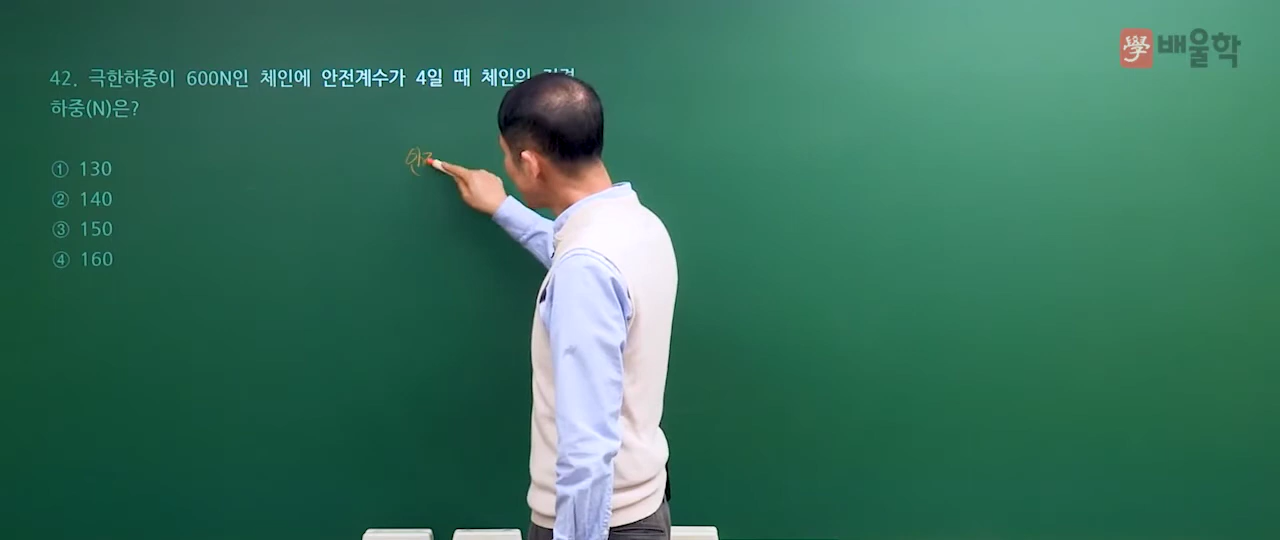 學 배울학
42. 극한하중이 600N인 체인에 안전계수가 4일 때 체인의
하중(N)은?
① 130
② 140
③ 150
④ 160